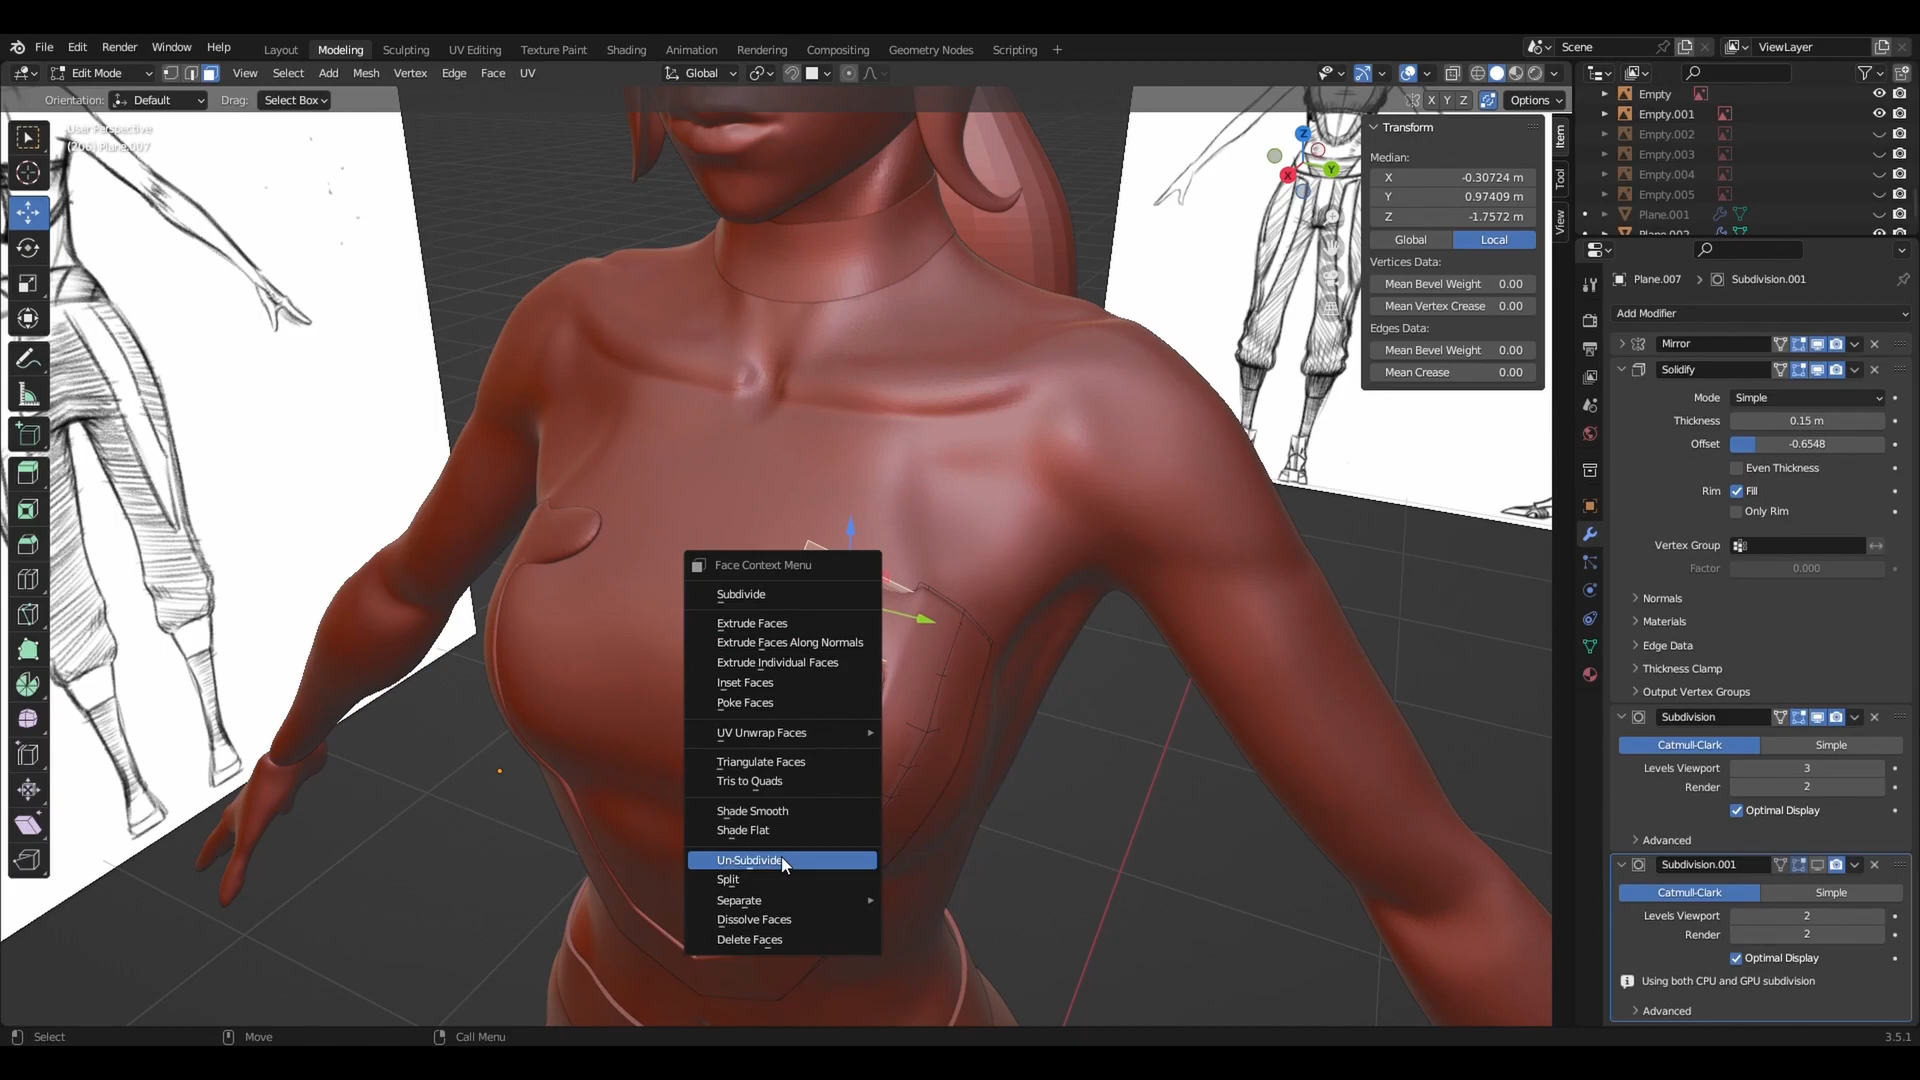 File Edit Render Window Help Layout Modeling Sculpting UV Editing Texture Paint Shading Animation Rendering Compositing Geometry Nodes Scripting + Scene ViewLayer
Edit Mode View Select Add Mesh Vertex Edge Face UV Global
Orientation: Default Drag: Select Box X Y Z Options
User Perspective
(206) Plane.007
Empty
Empty.001
Empty.002
Empty.003
Empty.004
Empty.005
Plane.001
Plane.002
Z
Y
X
Item
Tool
View
Transform
Median:
X -0.30724 m
Y 0.97409 m
Z -1.7572 m
Global Local
Vertices Data:
Mean Bevel Weight 0.00
Mean Vertex Crease 0.00
Edges Data:
Mean Bevel Weight 0.00
Mean Crease 0.00
Plane.007 > Subdivision.001
Add Modifier
Mirror
Solidify
Mode Simple
Thickness 0.15 m
Offset -0.6548
Even Thickness
Rim Fill
Only Rim
Vertex Group
Factor 0.000
Normals
Materials
Edge Data
Thickness Clamp
Output Vertex Groups
Subdivision
Catmull-Clark Simple
Levels Viewport 3
Render 2
Optimal Display
Advanced
Subdivision.001
Catmull-Clark Simple
Levels Viewport 2
Render 2
Optimal Display
Using both CPU and GPU subdivision
Advanced
Face Context Menu
Subdivide
Extrude Faces
Extrude Faces Along Normals
Extrude Individual Faces
Inset Faces
Poke Faces
UV Unwrap Faces
Triangulate Faces
Tris to Quads
Shade Smooth
Shade Flat
Un-Subdivide
Split
Separate
Dissolve Faces
Delete Faces
Select Move Call Menu 3.5.1